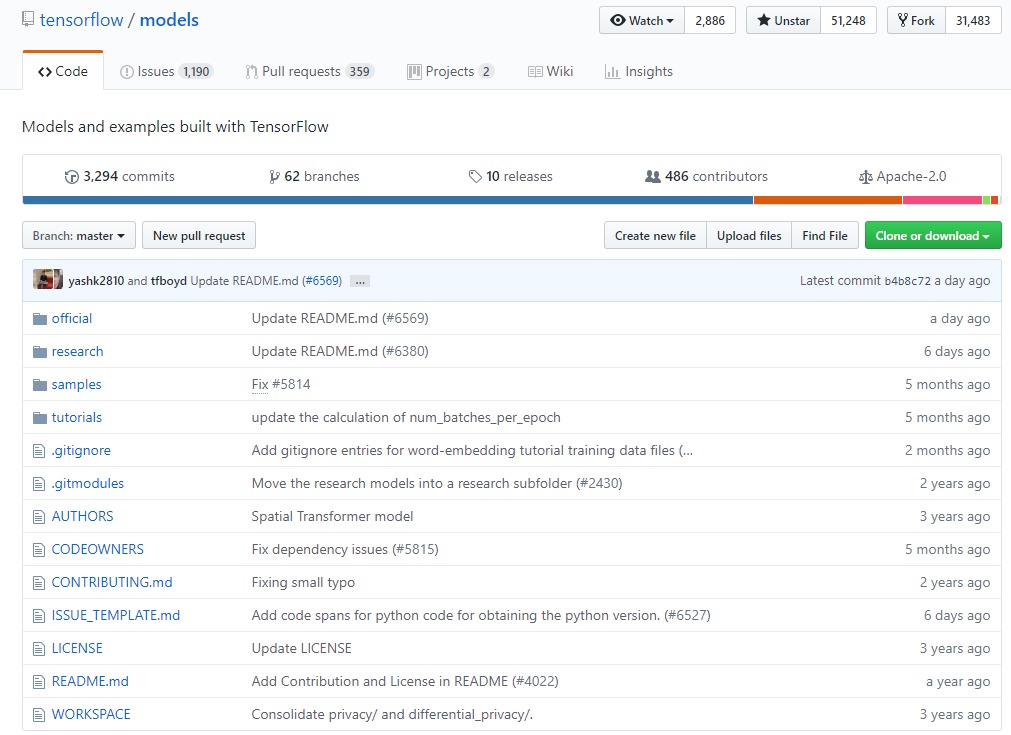 tensorflow / models
Watch 2,886 Unstar 51,248 Fork 31,483
Code Issues 1,190 Pull requests 359 Projects 2 Wiki Insights
Models and examples built with TensorFlow
3,294 commits 62 branches 10 releases 486 contributors Apache-2.0
Branch: master New pull request Create new file Upload files Find File Clone or download
yashk2810 and tfboyd Update README.md (#6569) ... Latest commit b4b8c72 a day ago
official Update README.md (#6569) a day ago
research Update README.md (#6380) 6 days ago
samples Fix #5814 5 months ago
tutorials update the calculation of num_batches_per_epoch 5 months ago
.gitignore Add gitignore entries for word-embedding tutorial training data files (... 2 months ago
.gitmodules Move the research models into a research subfolder (#2430) 2 years ago
AUTHORS Spatial Transformer model 3 years ago
CODEOWNERS Fix dependency issues (#5815) 5 months ago
CONTRIBUTING.md Fixing small typo 2 years ago
ISSUE_TEMPLATE.md Add code spans for python code for obtaining the python version. (#6527) 6 days ago
LICENSE Update LICENSE 3 years ago
README.md Add Contribution and License in README (#4022) a year ago
WORKSPACE Consolidate privacy/ and differential_privacy/. 3 years ago